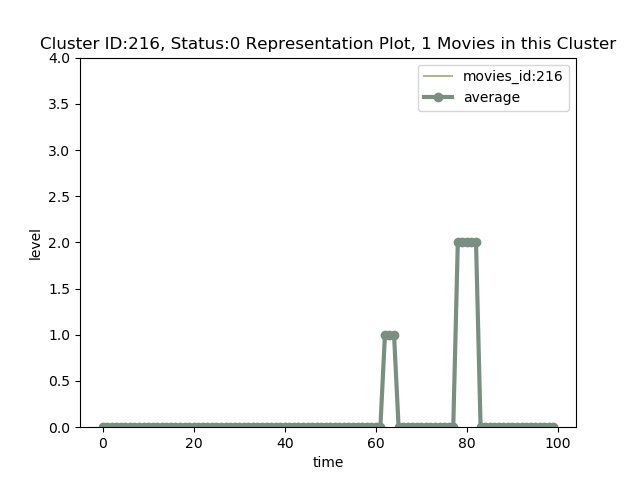 Cluster ID:216, Status:0 Representation Plot, 1 Movies in this Cluster
4.0
3.5
3.0
2.5
2.0
1.5
1.0
0.5
0.0
level
movies_id:216
average
0 20 40 60 80 100
time